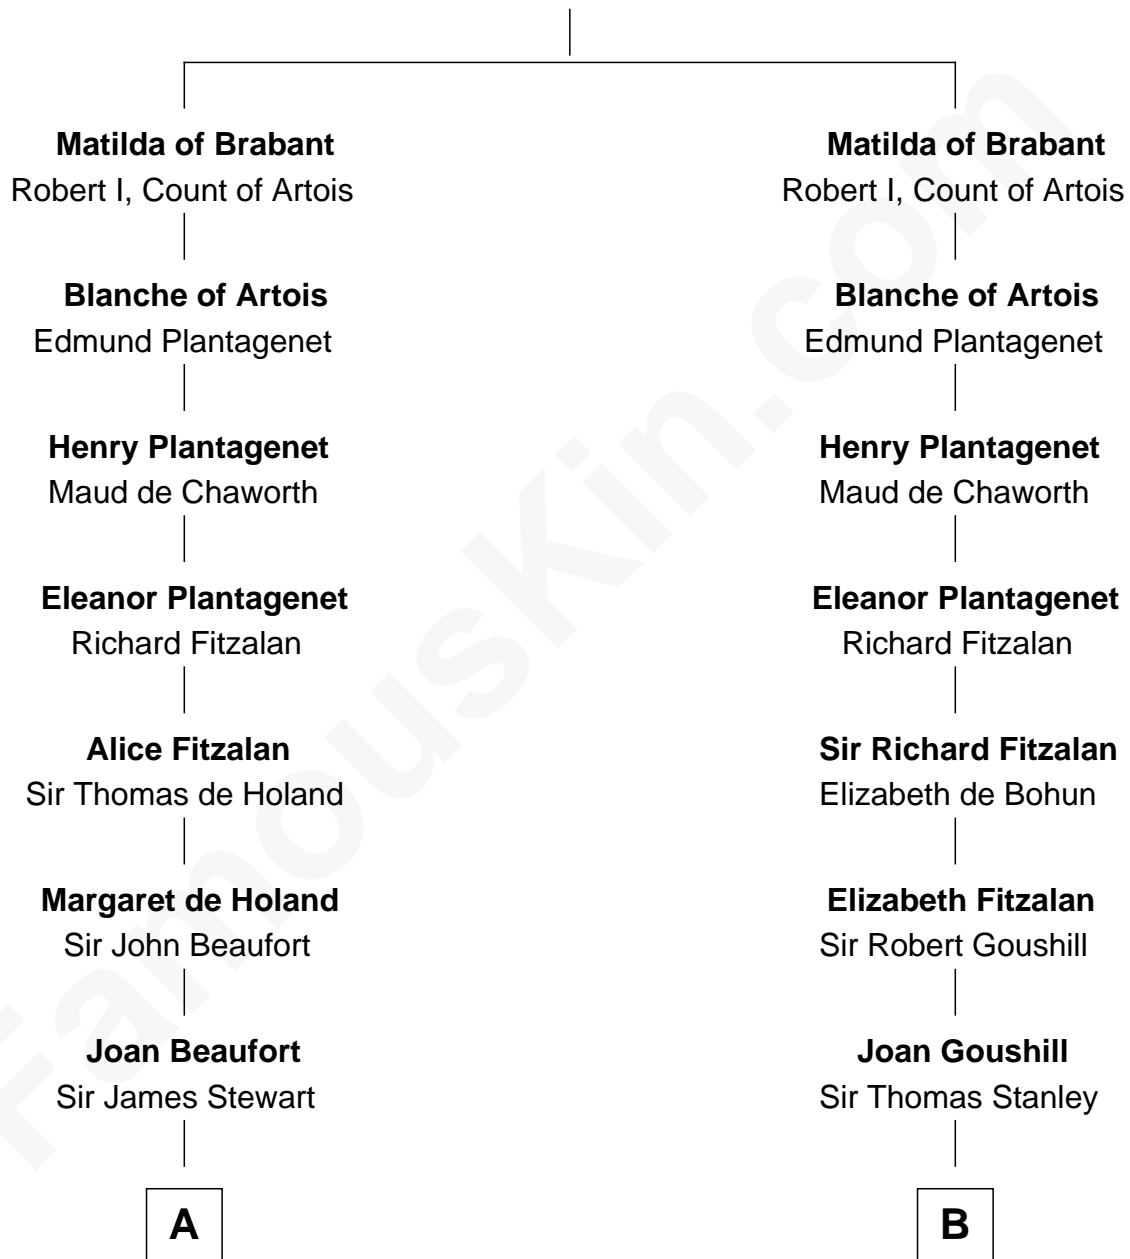 Matilda of Brabant
Robert I, Count of Artois
Blanche of Artois
Edmund Plantagenet
Henry Plantagenet
Maud de Chaworth
Eleanor Plantagenet
Richard Fitzalan
Alice Fitzalan
Sir Thomas de Holand
Margaret de Holand
Sir John Beaufort
Joan Beaufort
Sir James Stewart
A
Matilda of Brabant
Robert I, Count of Artois
Blanche of Artois
Edmund Plantagenet
Henry Plantagenet
Maud de Chaworth
Eleanor Plantagenet
Richard Fitzalan
Sir Richard Fitzalan
Elizabeth de Bohun
Elizabeth Fitzalan
Sir Robert Goushill
Joan Goushill
Sir Thomas Stanley
B
FamousKin.com